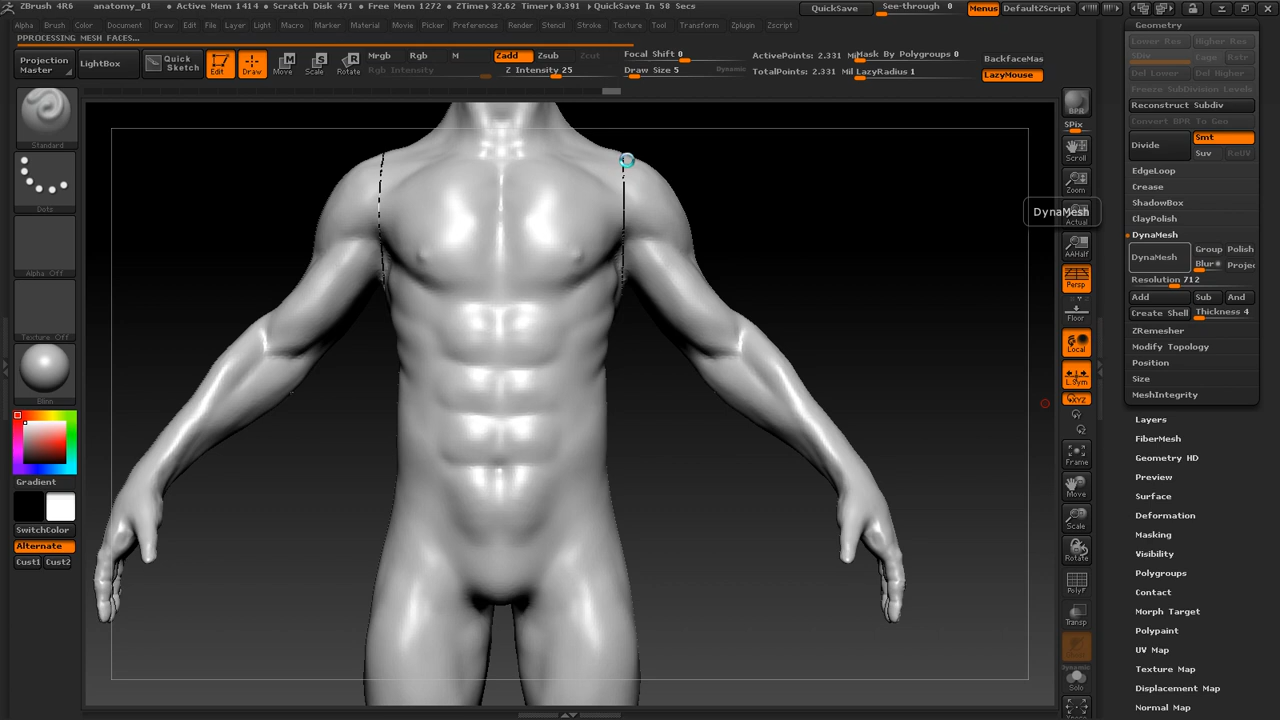 ZBrush 4R6 anatomy_01 • Active Mem 1414 • Scratch Disk 471 • Free Mem 1272 • ZTime▸32.62 Timer▸0.391 • QuickSave In 58 Secs QuickSave See-through 0 Menus DefaultZScript
Alpha Brush Color Document Draw Edit File Layer Light Macro Marker Material Movie Picker Preferences Render Stencil Stroke Texture Tool Transform Zplugin Zscript
PPROCESSING MESH FACES...
Projection Master
LightBox
Quick Sketch
Edit
Draw
Move
Scale
Rotate
Mrgb Rgb M
Rgb Intensity
Zadd Zsub Zcut
Z Intensity 25
Focal Shift 0
Draw Size 5 Dynamic
ActivePoints: 2.331 Mil
TotalPoints: 2.331 Mil
Mask By Polygroups 0
LazyRadius 1
BackfaceMas
LazyMouse
Standard
Dots
Alpha Off
Texture Off
Blinn
Gradient
SwitchColor
Alternate
Cust1 Cust2
BPR
SPix
Scroll
Zoom
Actual
AAHalf
Persp
Floor
Local
L.Sym
XYZ
Frame
Move
Scale
Rotate
PolyF
Transp
Dynamic
Solo
Xpose
DynaMesh
Geometry
Lower Res Higher Res
SDiv Cage Rstr
Del Lower Del Higher
Freeze SubDivision Levels
Reconstruct Subdiv
Convert BPR To Geo
Divide
Smt
Suv ReUV
EdgeLoop
Crease
ShadowBox
ClayPolish
DynaMesh
DynaMesh
Group Polish
Blur Projec
Resolution 712
Add Sub And
Create Shell Thickness 4
ZRemesher
Modify Topology
Position
Size
MeshIntegrity
Layers
FiberMesh
Geometry HD
Preview
Surface
Deformation
Masking
Visibility
Polygroups
Contact
Morph Target
Polypaint
UV Map
Texture Map
Displacement Map
Normal Map